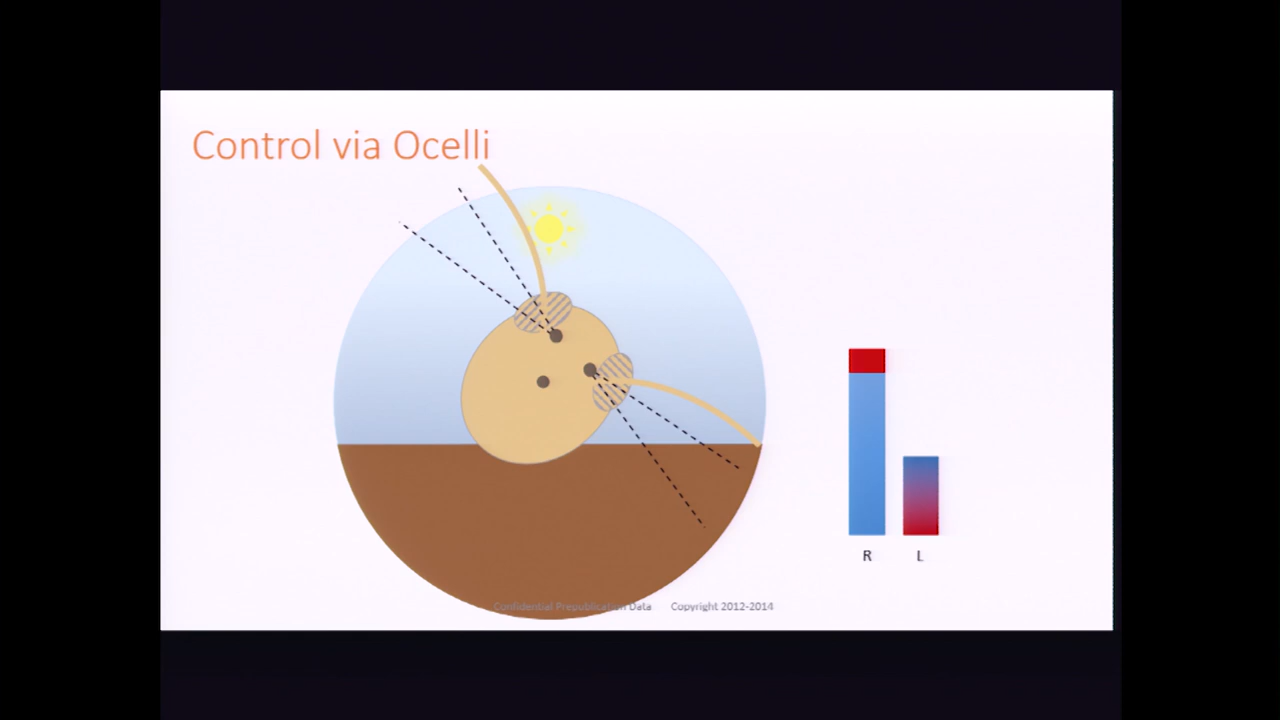 Control via Ocelli
R L
Confidential Prepublication Data Copyright 2012-2014